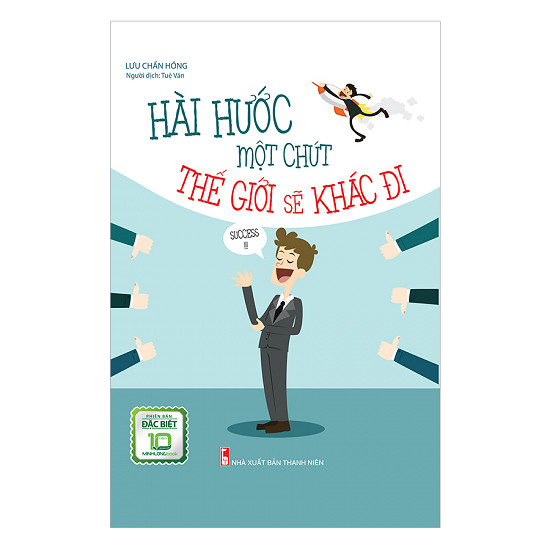 LƯU CHẤN HỒNG
Người dịch: Tuệ Văn
HÀI HƯỚC
MỘT CHÚT
THẾ GIỚI SẼ KHÁC ĐI
SUCCESS
!!!
PHIÊN BẢN
ĐẶC BIỆT
10
MINHLONGbook
NHÀ XUẤT BẢN THANH NIÊN